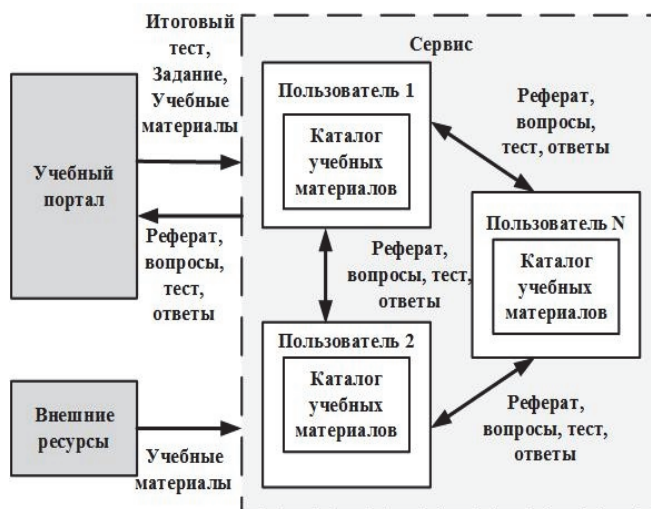 Итоговый
тест,
Задание,
Учебные
материалы
Учебный
портал
Реферат,
вопросы,
тест,
ответы
Внешние
ресурсы
Учебные
материалы
Сервис
Пользователь 1
Каталог
учебных
материалов
Реферат,
вопросы,
тест, ответы
Пользователь N
Каталог
учебных
материалов
Реферат,
вопросы, тест,
ответы
Пользователь 2
Каталог
учебных
материалов
Реферат,
вопросы, тест,
ответы